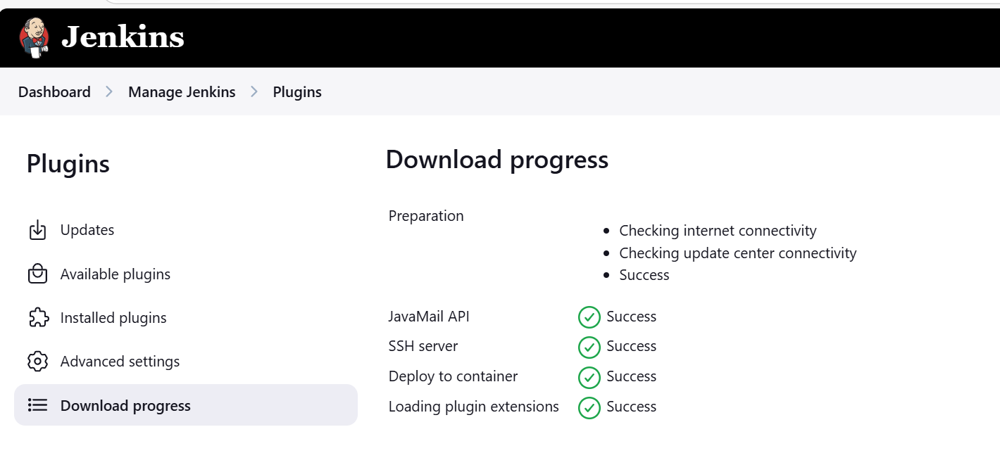 Jenkins
Dashboard > Manage Jenkins > Plugins
Plugins
Updates
Available plugins
Installed plugins
Advanced settings
Download progress
Download progress
Preparation
Checking internet connectivity
Checking update center connectivity
Success
JavaMail API Success
SSH server Success
Deploy to container Success
Loading plugin extensions Success